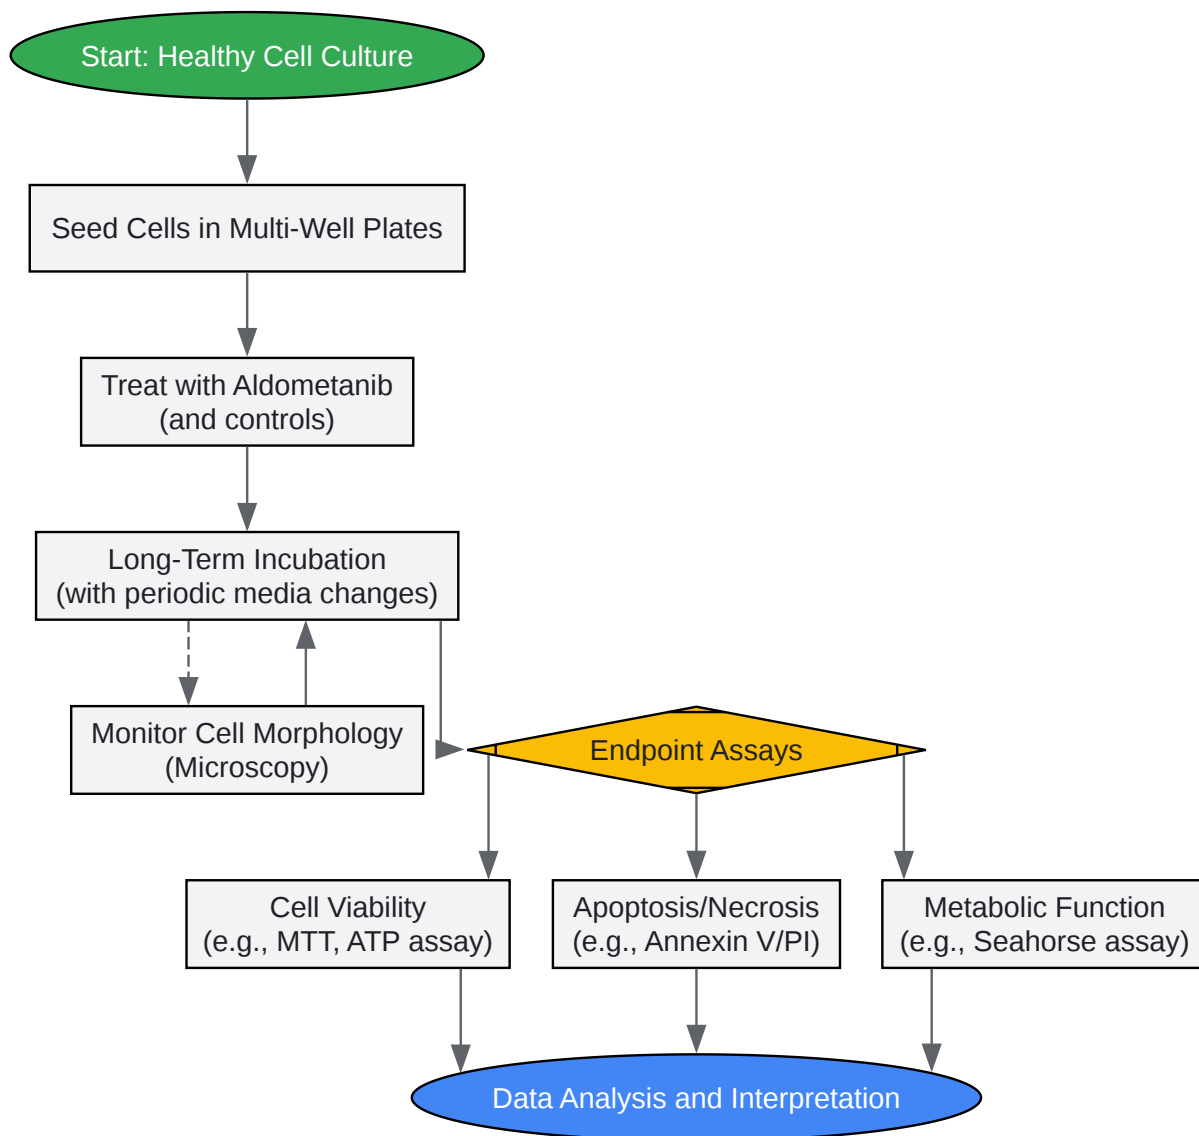 Start: Healthy Cell Culture
Seed Cells in Multi-Well Plates
Treat with Aldometanib
(and controls)
Long-Term Incubation
(with periodic media changes)
Monitor Cell Morphology
(Microscopy)
Endpoint Assays
Cell Viability
(e.g., MTT, ATP assay)
Apoptosis/Necrosis
(e.g., Annexin V/PI)
Metabolic Function
(e.g., Seahorse assay)
Data Analysis and Interpretation